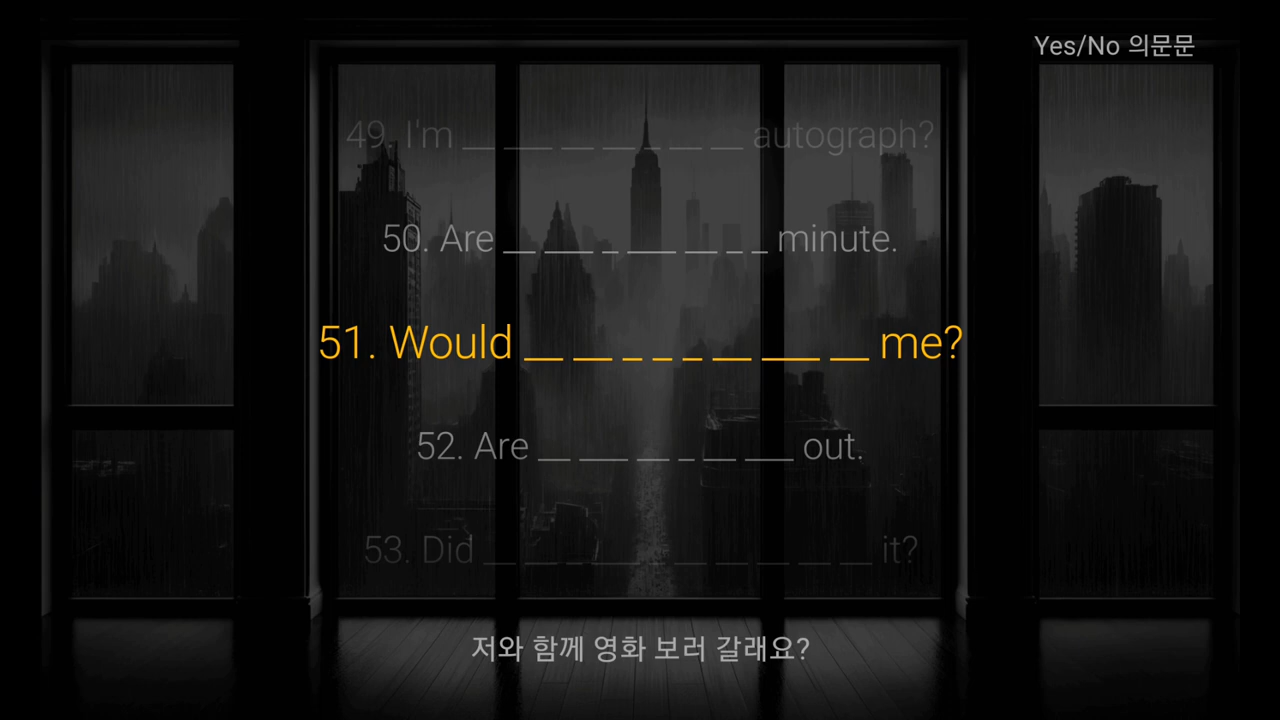 Yes/No 의문문
49. I'm __ ___ __ ___ _ __ __ autograph?
50. Are __ ___ _ ___ _ _ _ minute.
51. Would __ __ _ _ _ __ ___ __ me?
52. Are __ ___ __ _ __ ___ out.
53. Did __ __ __ ___ __ __ __ __ __ it?
저와 함께 영화 보러 갈래요?